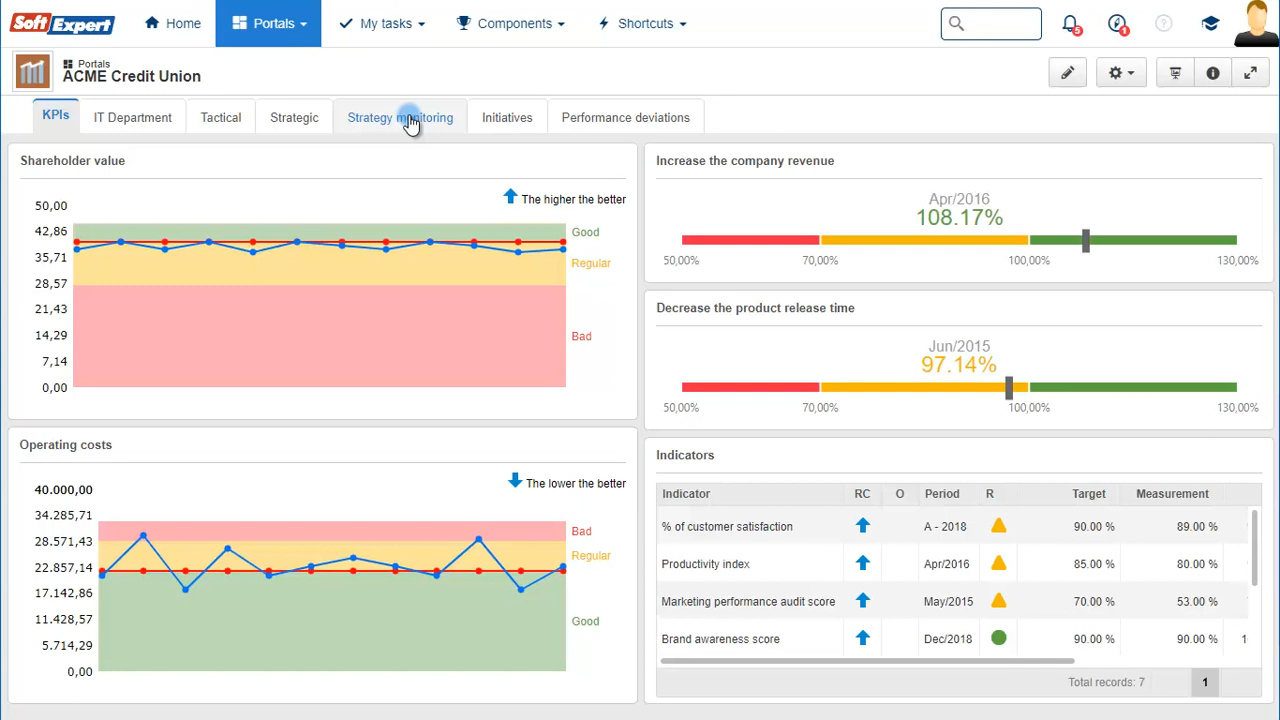 SoftExpert Home Portals My tasks Components Shortcuts 5 1 ?
Portals
ACME Credit Union
KPIs IT Department Tactical Strategic Strategy monitoring Initiatives Performance deviations
Shareholder value
The higher the better
50,00
42,86
35,71
28,57
21,43
14,29
7,14
0,00
Good
Regular
Bad
Operating costs
The lower the better
40.000,00
34.285,71
28.571,43
22.857,14
17.142,86
11.428,57
5.714,29
0,00
Bad
Regular
Good
Increase the company revenue
Apr/2016
108.17%
50,00% 70,00% 100,00% 130,00%
Decrease the product release time
Jun/2015
97.14%
50,00% 70,00% 100,00% 130,00%
Indicators
Indicator RC O Period R Target Measurement
% of customer satisfaction A - 2018 90.00 % 89.00 %
Productivity index Apr/2016 85.00 % 80.00 %
Marketing performance audit score May/2015 70.00 % 53.00 %
Brand awareness score Dec/2018 90.00 % 90.00 % 1
Total records: 7 1